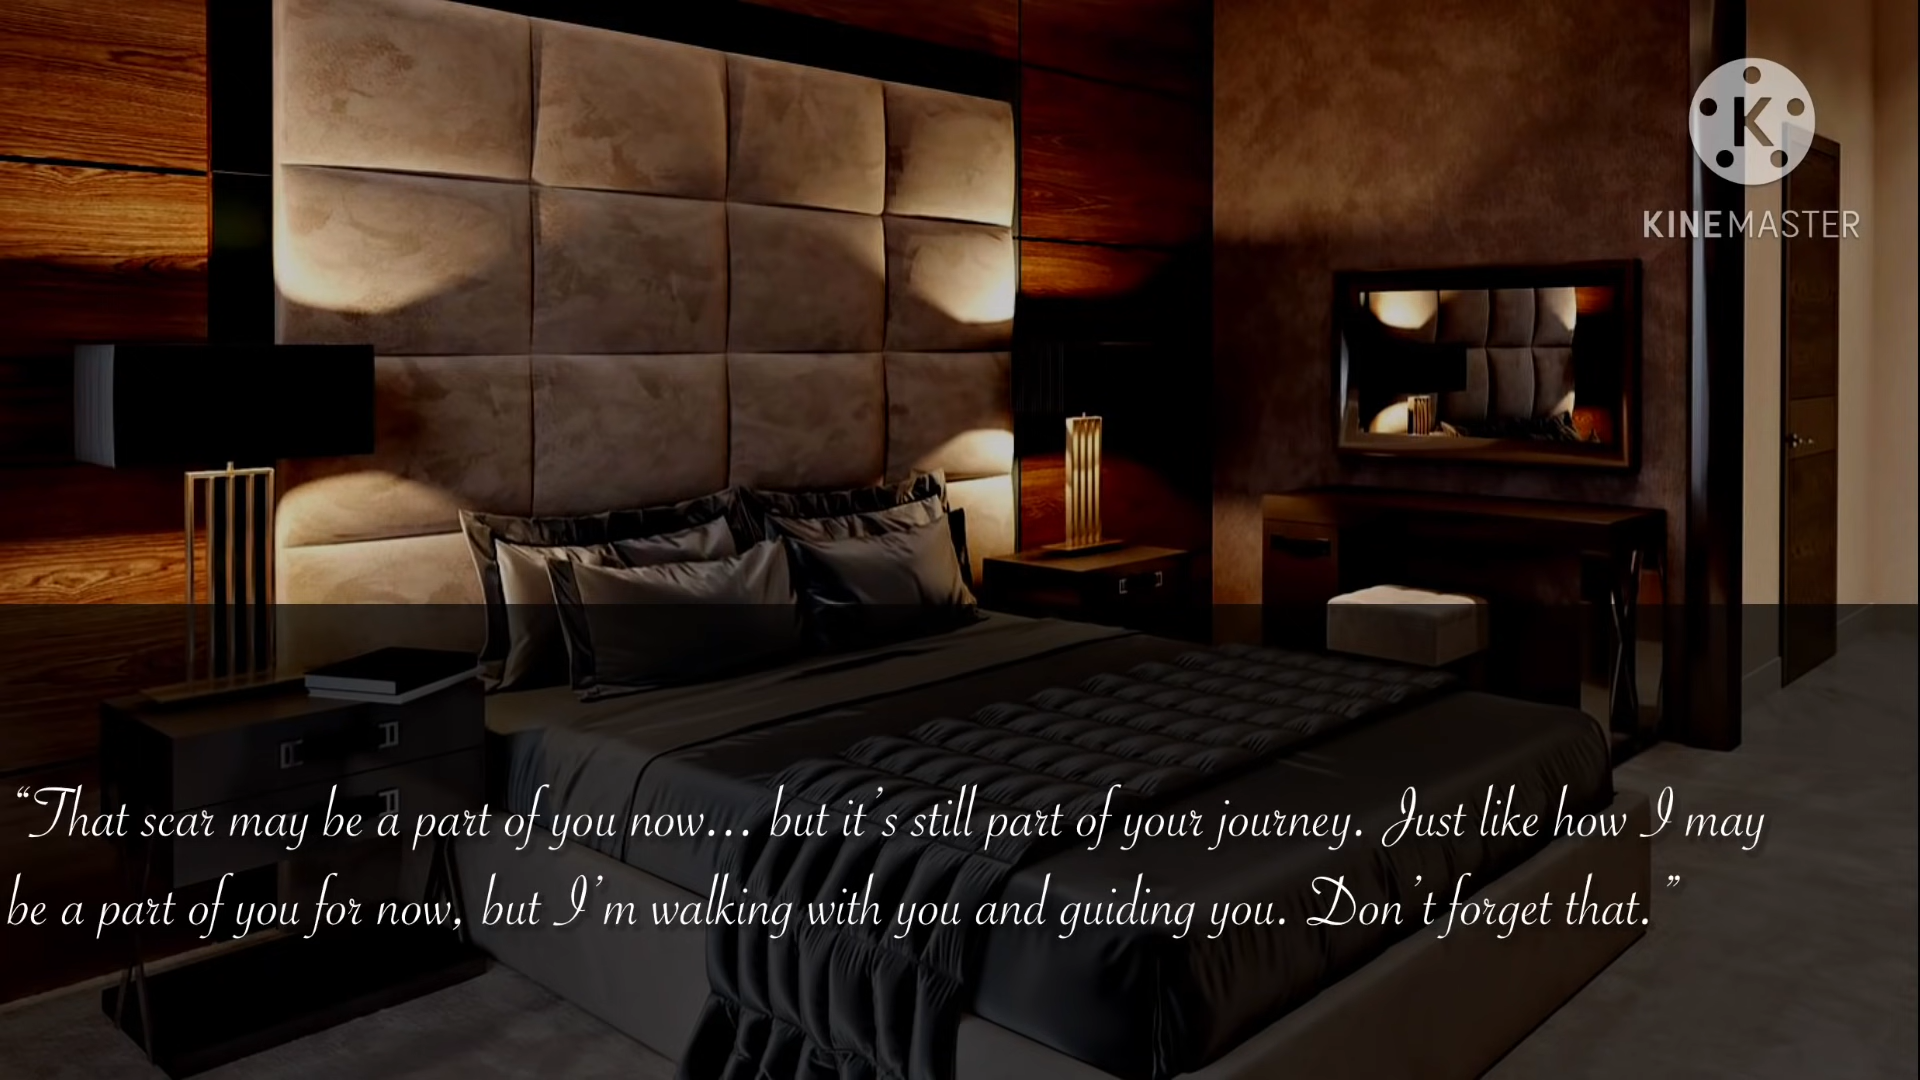 K
KINEMASTER
“That scar may be a part of you now... but it’s still part of your journey. Just like how I may
be a part of you for now, but I’m walking with you and guiding you. Don’t forget that.”